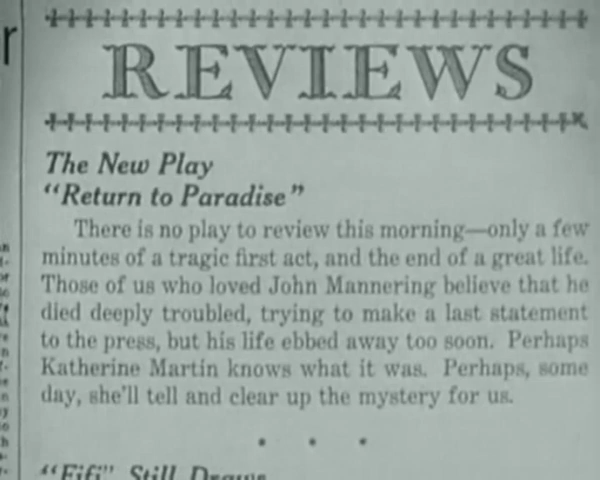 REVIEWS
The New Play
“Return to Paradise”
There is no play to review this morning—only a few
minutes of a tragic first act, and the end of a great life.
Those of us who loved John Mannering believe that he
died deeply troubled, trying to make a last statement
to the press, but his life ebbed away too soon. Perhaps
Katherine Martin knows what it was. Perhaps, some
day, she'll tell and clear up the mystery for us.
“Fifi” Still Draws